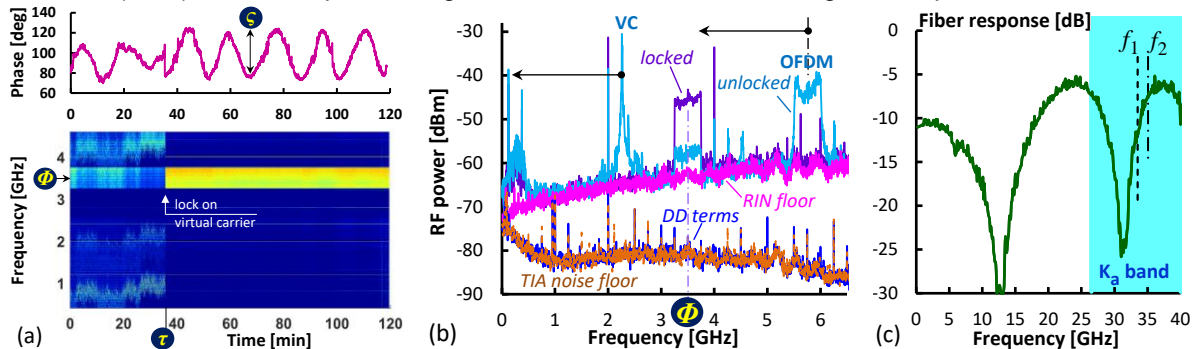 Phase [deg]
140
120
100
80
60
ς
0 20 40 60 80 100 120
Frequency [GHz]
4
3
2
1
Φ
lock on
virtual carrier
0 20 40 60 80 100 120
(a)
τ
Time [min]
RF power [dBm]
-30
-40
-50
-60
-70
-80
-90
VC
locked
unlocked
OFDM
RIN floor
DD terms
TIA noise floor
0 1 2 3 4 5 6
(b)
Φ
Frequency [GHz]
Fiber response [dB]
0
-5
-10
-15
-20
-25
-30
f1 f2
Ka band
0 5 10 15 20 25 30 35 40
(c)
Frequency [GHz]